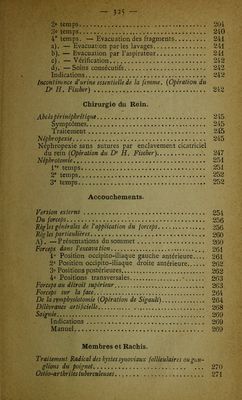 — 325 —
2e temps 204
3e temps 240
4e temps. — Evacuation des fragments 241
a). — Evacuation par les lavages 241
b). — Evacuation par l'aspirateur 241
c). — Vérification 242
d). — Soins consécutifs 242
Indications 242
Incontinence d'urine essentielle de la femme. (Opération du
Dr H. Fischer) 242
Chirurgie du Rein.
Abcès périnéphrétique 245
Symptômes 245
Traitement 245
Néphropexie 245
Néphropexie sans sutures par enclavement cicatriciel
du rein (Opération du Dr H. Fischer) 247
Néphrotomie 251
1er temps 251
2e temps 252
3e temps 252
Accouchements.
Version externe 254
Du forceps 256
Règles générales de l'application du forceps 256
Règles particulières 260
A). — Présentations du sommet 260
Forceps dans l'excavation 261
1° Position occipito-iliaque gauche antérieure 261
2° Position occipito-iliaque droite antérieure 262
3° Positions postérieures 262
4° Positions transversales 263
Forceps au détroit supérieur 263
Forceps sur la face 264
De la symphyséotomie (Opération de Sigault) 264
Délivrance artificielle 268
Saignée 269
Indications 269
Manuel 269
Membres et Rachis.
Traitement Radical des kystes synoviaux folliculaires ou gan-
glions du poignet 270
Ostéo-arthrites tuberculeuses 271